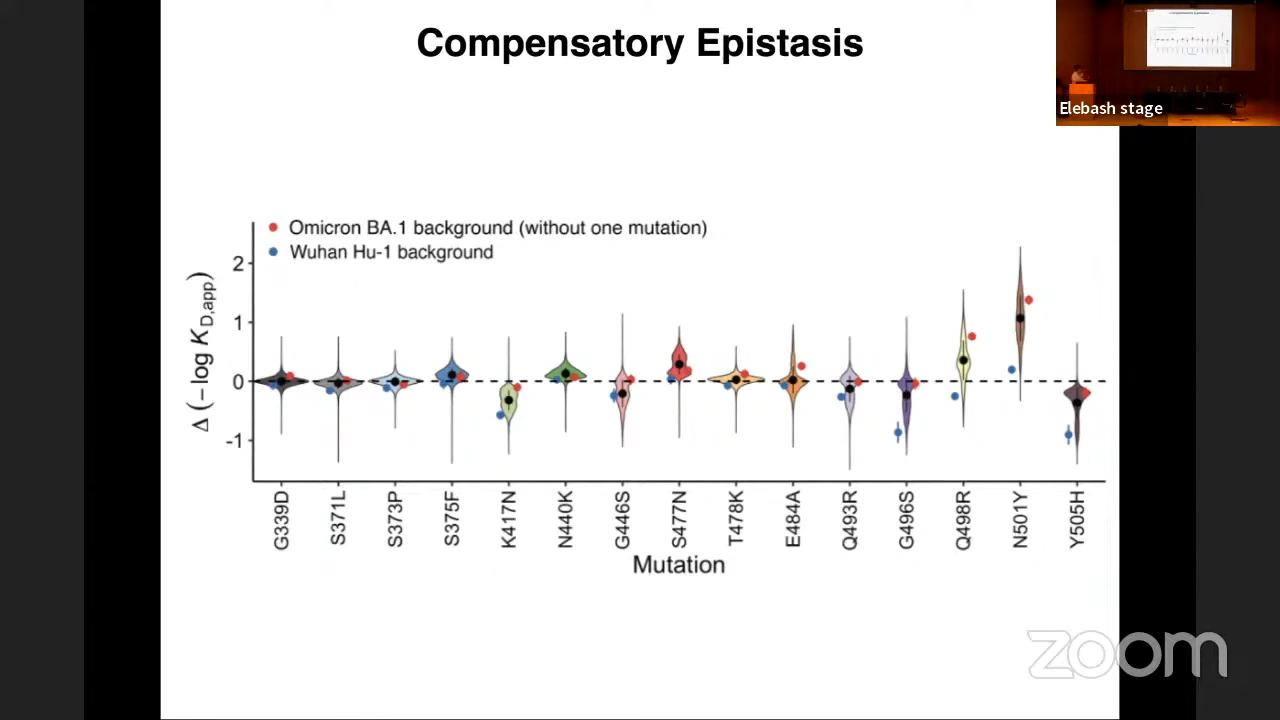 Compensatory Epistasis
Elebash stage
Omicron BA.1 background (without one mutation)
Wuhan Hu-1 background
Δ (−log KD,app)
2
1
0
-1
G339D
S371L
S373P
S375F
K417N
N440K
G446S
S477N
T478K
E484A
Q493R
G496S
Q498R
N501Y
Y505H
Mutation
zoom